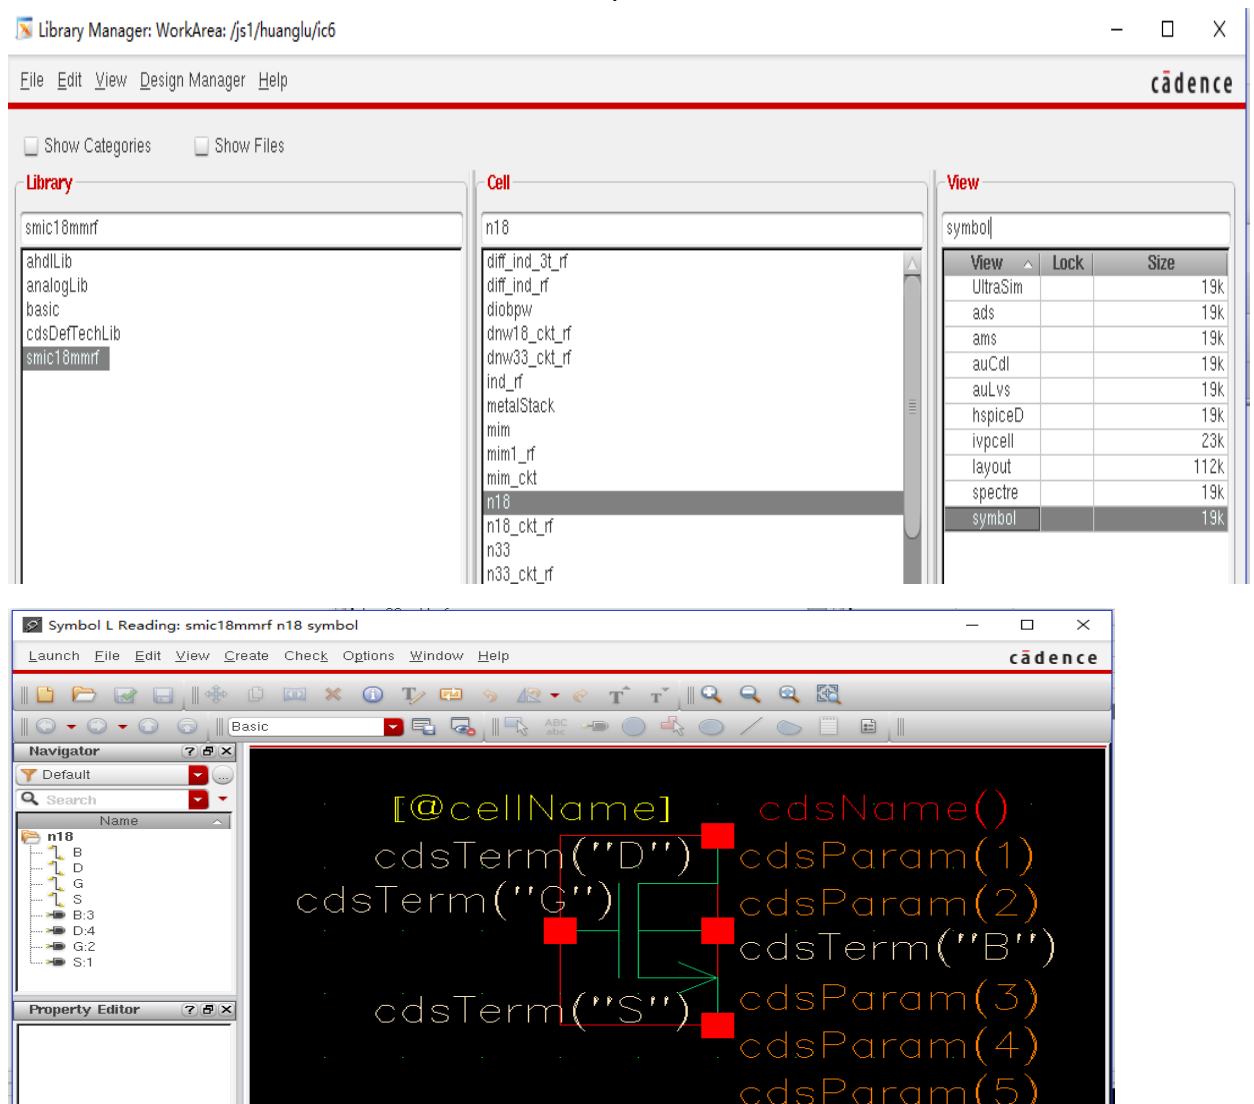 Library Manager: WorkArea: /js1/huanglu/ic6
File Edit View Design Manager Help
cādence
Show Categories Show Files
Library
smic18mmrf
ahdlLib
analogLib
basic
cdsDefTechLib
smic18mmrf
Cell
n18
diff_ind_3t_rf
diff_ind_rf
diobpw
dnw18_ckt_rf
dnw33_ckt_rf
ind_rf
metalStack
mim
mim1_rf
mim_ckt
n18
n18_ckt_rf
n33
n33_ckt_rf
View
symbol
View Lock Size
UltraSim 19k
ads 19k
ams 19k
auCdl 19k
auLvs 19k
hspiceD 19k
ivpcell 23k
layout 112k
spectre 19k
symbol 19k
Symbol L Reading: smic18mmrf n18 symbol
Launch File Edit View Create Check Options Window Help
cādence
Basic
ABC
abc
Navigator
Default
Search
Name
n18
B
D
G
S
B:3
D:4
G:2
S:1
Property Editor
[@cellName] cdsName()
cdsTerm("D") cdsParam(1)
cdsTerm("G") cdsParam(2)
cdsTerm("B")
cdsTerm("S") cdsParam(3)
cdsParam(4)
cdsParam(5)